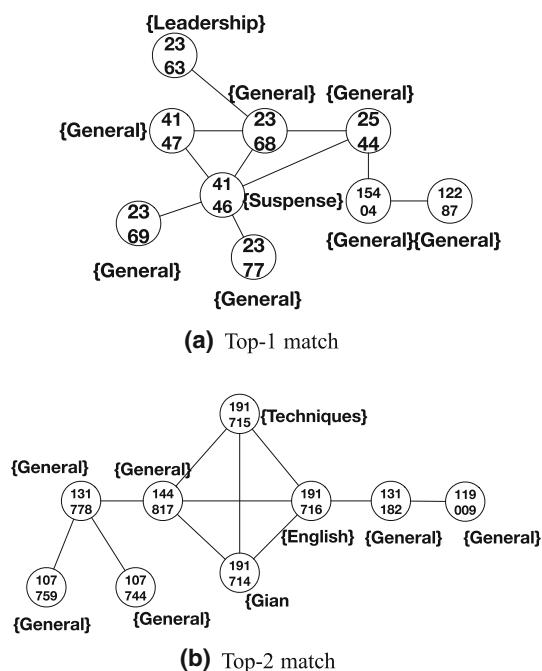 {Leadership}
23
63
{General}
{General}
{General}
41
47
23
68
25
44
41
46
{Suspense}
154
04
122
87
23
69
{General}{General}
{General}
23
77
{General}
(a) Top-1 match
191
715
{Techniques}
{General}
{General}
131
778
144
817
191
716
131
182
119
009
{English}
{General}
{General}
191
714
107
759
107
744
{Gian
{General}
{General}
(b) Top-2 match